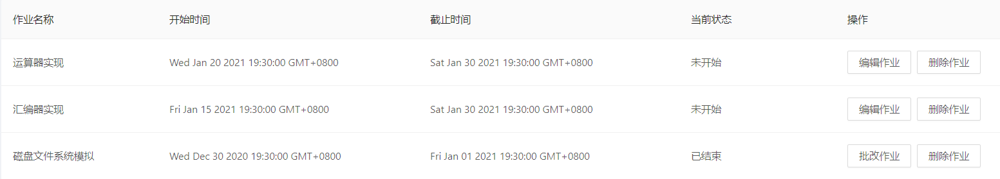 作业名称 开始时间 截止时间 当前状态 操作
运算器实现 Wed Jan 20 2021 19:30:00 GMT+0800 Sat Jan 30 2021 19:30:00 GMT+0800 未开始 编辑作业 删除作业
汇编器实现 Fri Jan 15 2021 19:30:00 GMT+0800 Sat Jan 30 2021 19:30:00 GMT+0800 未开始 编辑作业 删除作业
磁盘文件系统模拟 Wed Dec 30 2020 19:30:00 GMT+0800 Fri Jan 01 2021 19:30:00 GMT+0800 已结束 批改作业 删除作业